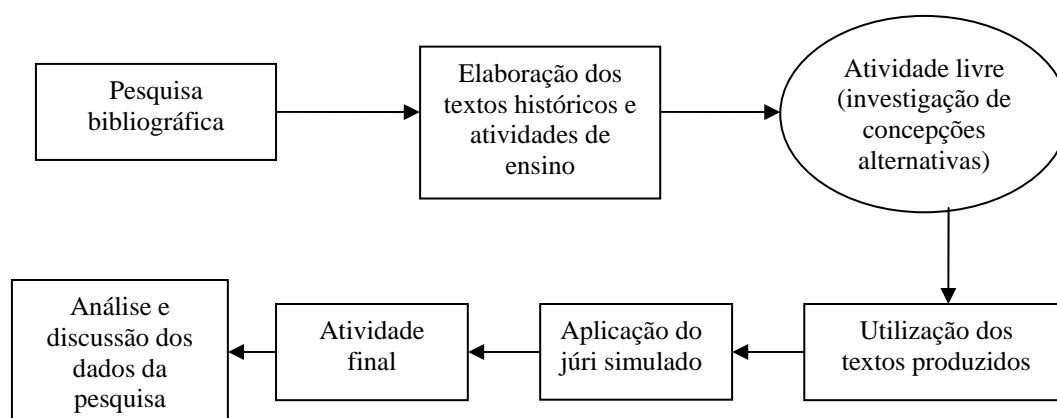 Pesquisa
bibliográfica
Elaboração dos
textos históricos e
atividades de
ensino
Atividade livre
(investigação de
concepções
alternativas)
Utilização dos
textos produzidos
Aplicação do
júri simulado
Atividade
final
Análise e
discussão dos
dados da
pesquisa